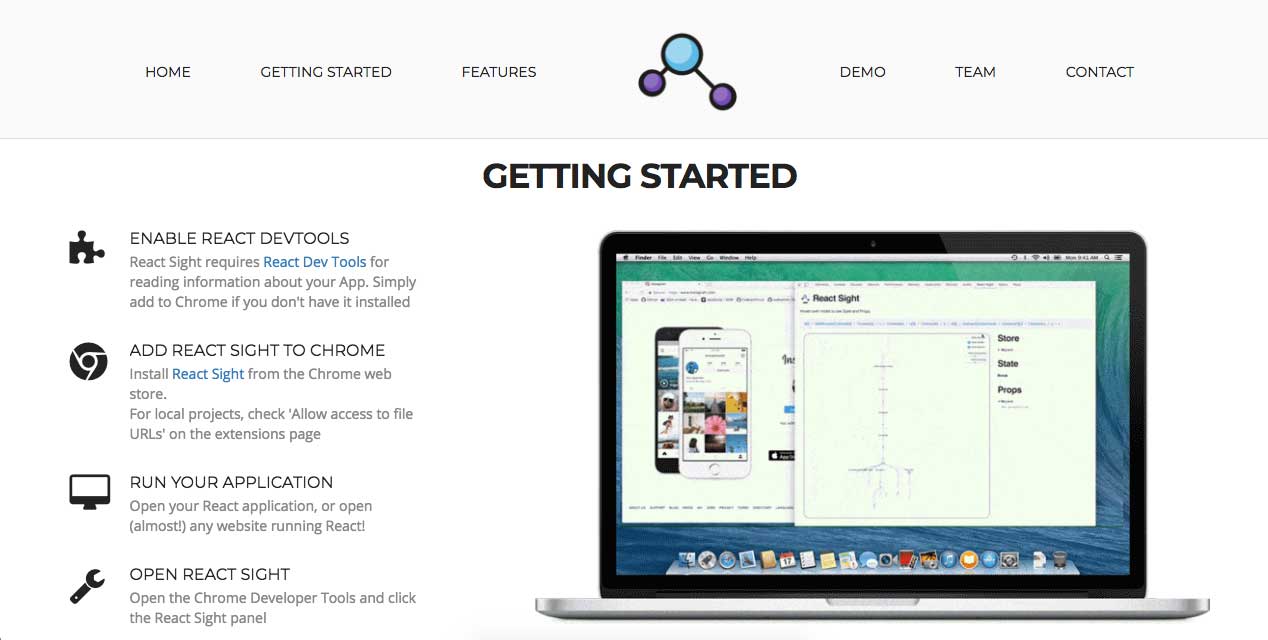 HOME
GETTING STARTED
FEATURES
DEMO
TEAM
CONTACT
GETTING STARTED
ENABLE REACT DEVTOOLS
React Sight requires React Dev Tools for
reading information about your App. Simply
add to Chrome if you don't have it installed
ADD REACT SIGHT TO CHROME
Install React Sight from the Chrome web
store.
For local projects, check 'Allow access to file
URLs' on the extensions page
RUN YOUR APPLICATION
Open your React application, or open
(almost!) any website running React!
OPEN REACT SIGHT
Open the Chrome Developer Tools and click
the React Sight panel
Finder File Edit View Go Window Help
Mon 9:41 AM
React Sight
Store
State
Props
17